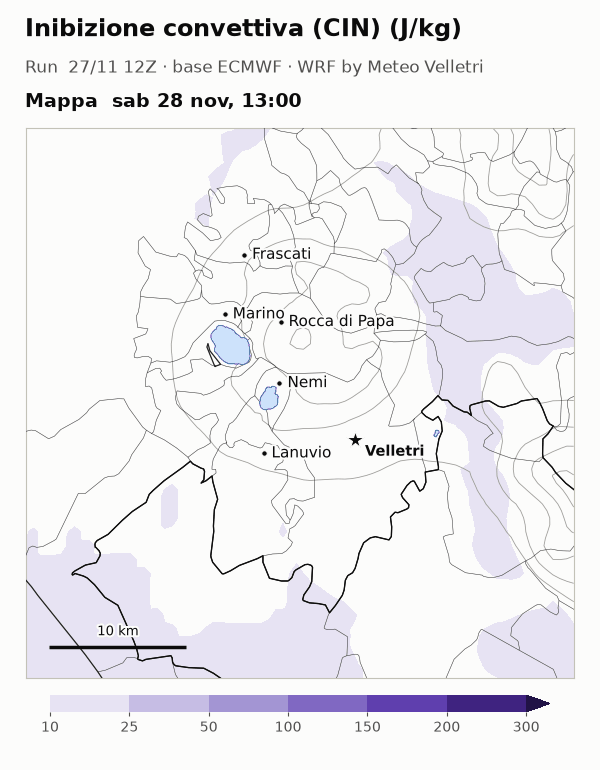 Inibizione convettiva (CIN) (J/kg)
Run  27/11 12Z · base ECMWF · WRF by Meteo Velletri
Mappa  sab 28 nov, 13:00
Frascati
Marino
Rocca di Papa
Nemi
Velletri
Lanuvio
10 km
10 25 50 100 150 200 300